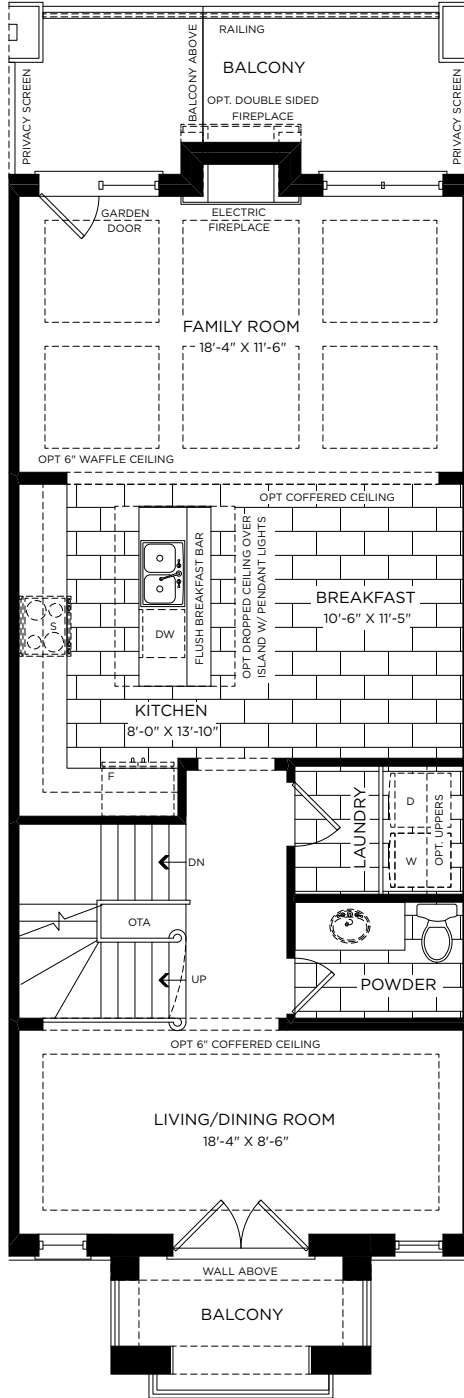 RAILING
BALCONY ABOVE
BALCONY
PRIVACY SCREEN
PRIVACY SCREEN
OPT. DOUBLE SIDED
FIREPLACE
GARDEN
DOOR
ELECTRIC
FIREPLACE
FAMILY ROOM
18'-4" X 11'-6"
OPT 6" WAFFLE CEILING
OPT COFFERED CEILING
FLUSH BREAKFAST BAR
OPT DROPPED CEILING OVER
ISLAND W/ PENDANT LIGHTS
BREAKFAST
10'-6" X 11'-5"
S
DW
KITCHEN
8'-0" X 13'-10"
F
LAUNDRY
D
W
OPT. UPPERS
DN
OTA
UP
POWDER
OPT 6" COFFERED CEILING
LIVING/DINING ROOM
18'-4" X 8'-6"
WALL ABOVE
BALCONY